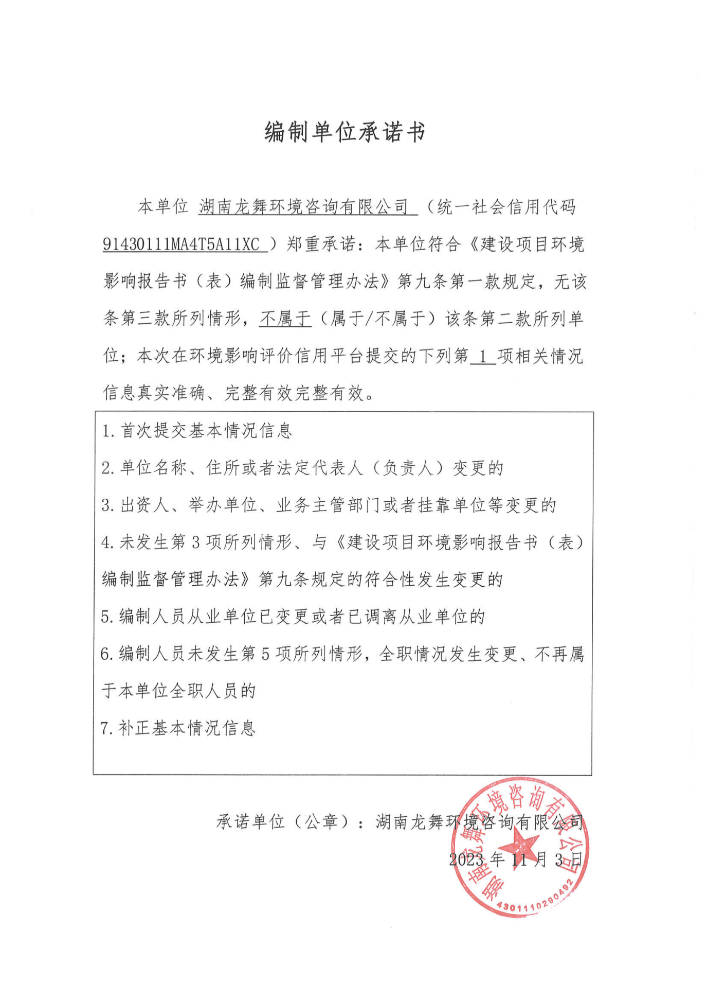 编制单位承诺书
本单位 湖南龙舞环境咨询有限公司 （统一社会信用代码
91430111MA4T5A11XC ）郑重承诺：本单位符合《建设项目环境
影响报告书（表）编制监督管理办法》第九条第一款规定，无该
条第三款所列情形，不属于（属于/不属于）该条第二款所列单
位；本次在环境影响评价信用平台提交的下列第 1 项相关情况
信息真实准确、完整有效完整有效。
1.首次提交基本情况信息
2.单位名称、住所或者法定代表人（负责人）变更的
3.出资人、举办单位、业务主管部门或者挂靠单位等变更的
4.未发生第 3 项所列情形、与《建设项目环境影响报告书（表）
编制监督管理办法》第九条规定的符合性发生变更的
5.编制人员从业单位已变更或者已调离从业单位的
6.编制人员未发生第 5 项所列情形，全职情况发生变更、不再属
于本单位全职人员的
7.补正基本情况信息
承诺单位（公章）：湖南龙舞环境咨询有限公司
2023 年 11 月 3 日
湖南龙舞环境咨询有限公司
4301110290492